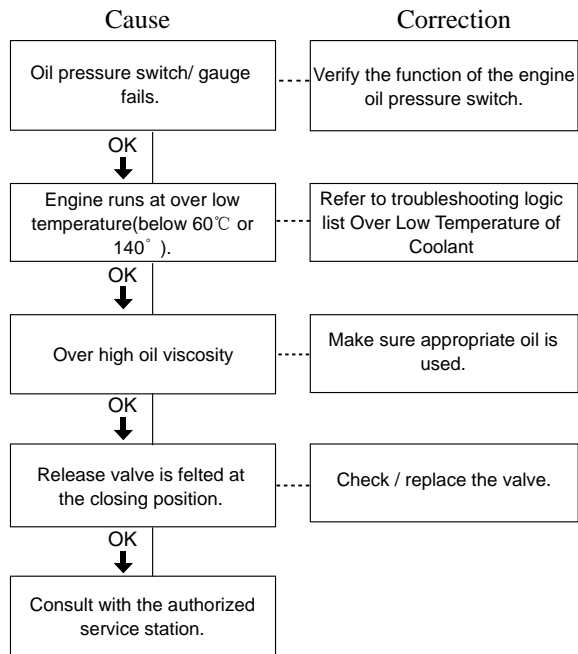 Cause
Correction
Oil pressure switch/ gauge
fails.
Verify the function of the engine
oil pressure switch.
OK
Engine runs at over low
temperature(below 60℃ or
140° ).
Refer to troubleshooting logic
list Over Low Temperature of
Coolant
OK
Over high oil viscosity
Make sure appropriate oil is
used.
OK
Release valve is felted at
the closing position.
Check / replace the valve.
OK
Consult with the authorized
service station.